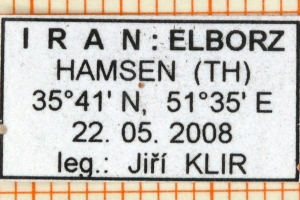 I R A N : ELBORZ
HAMSEN (TH)
35°41' N, 51°35' E
22. 05. 2008
leg.: Jiří KLIR